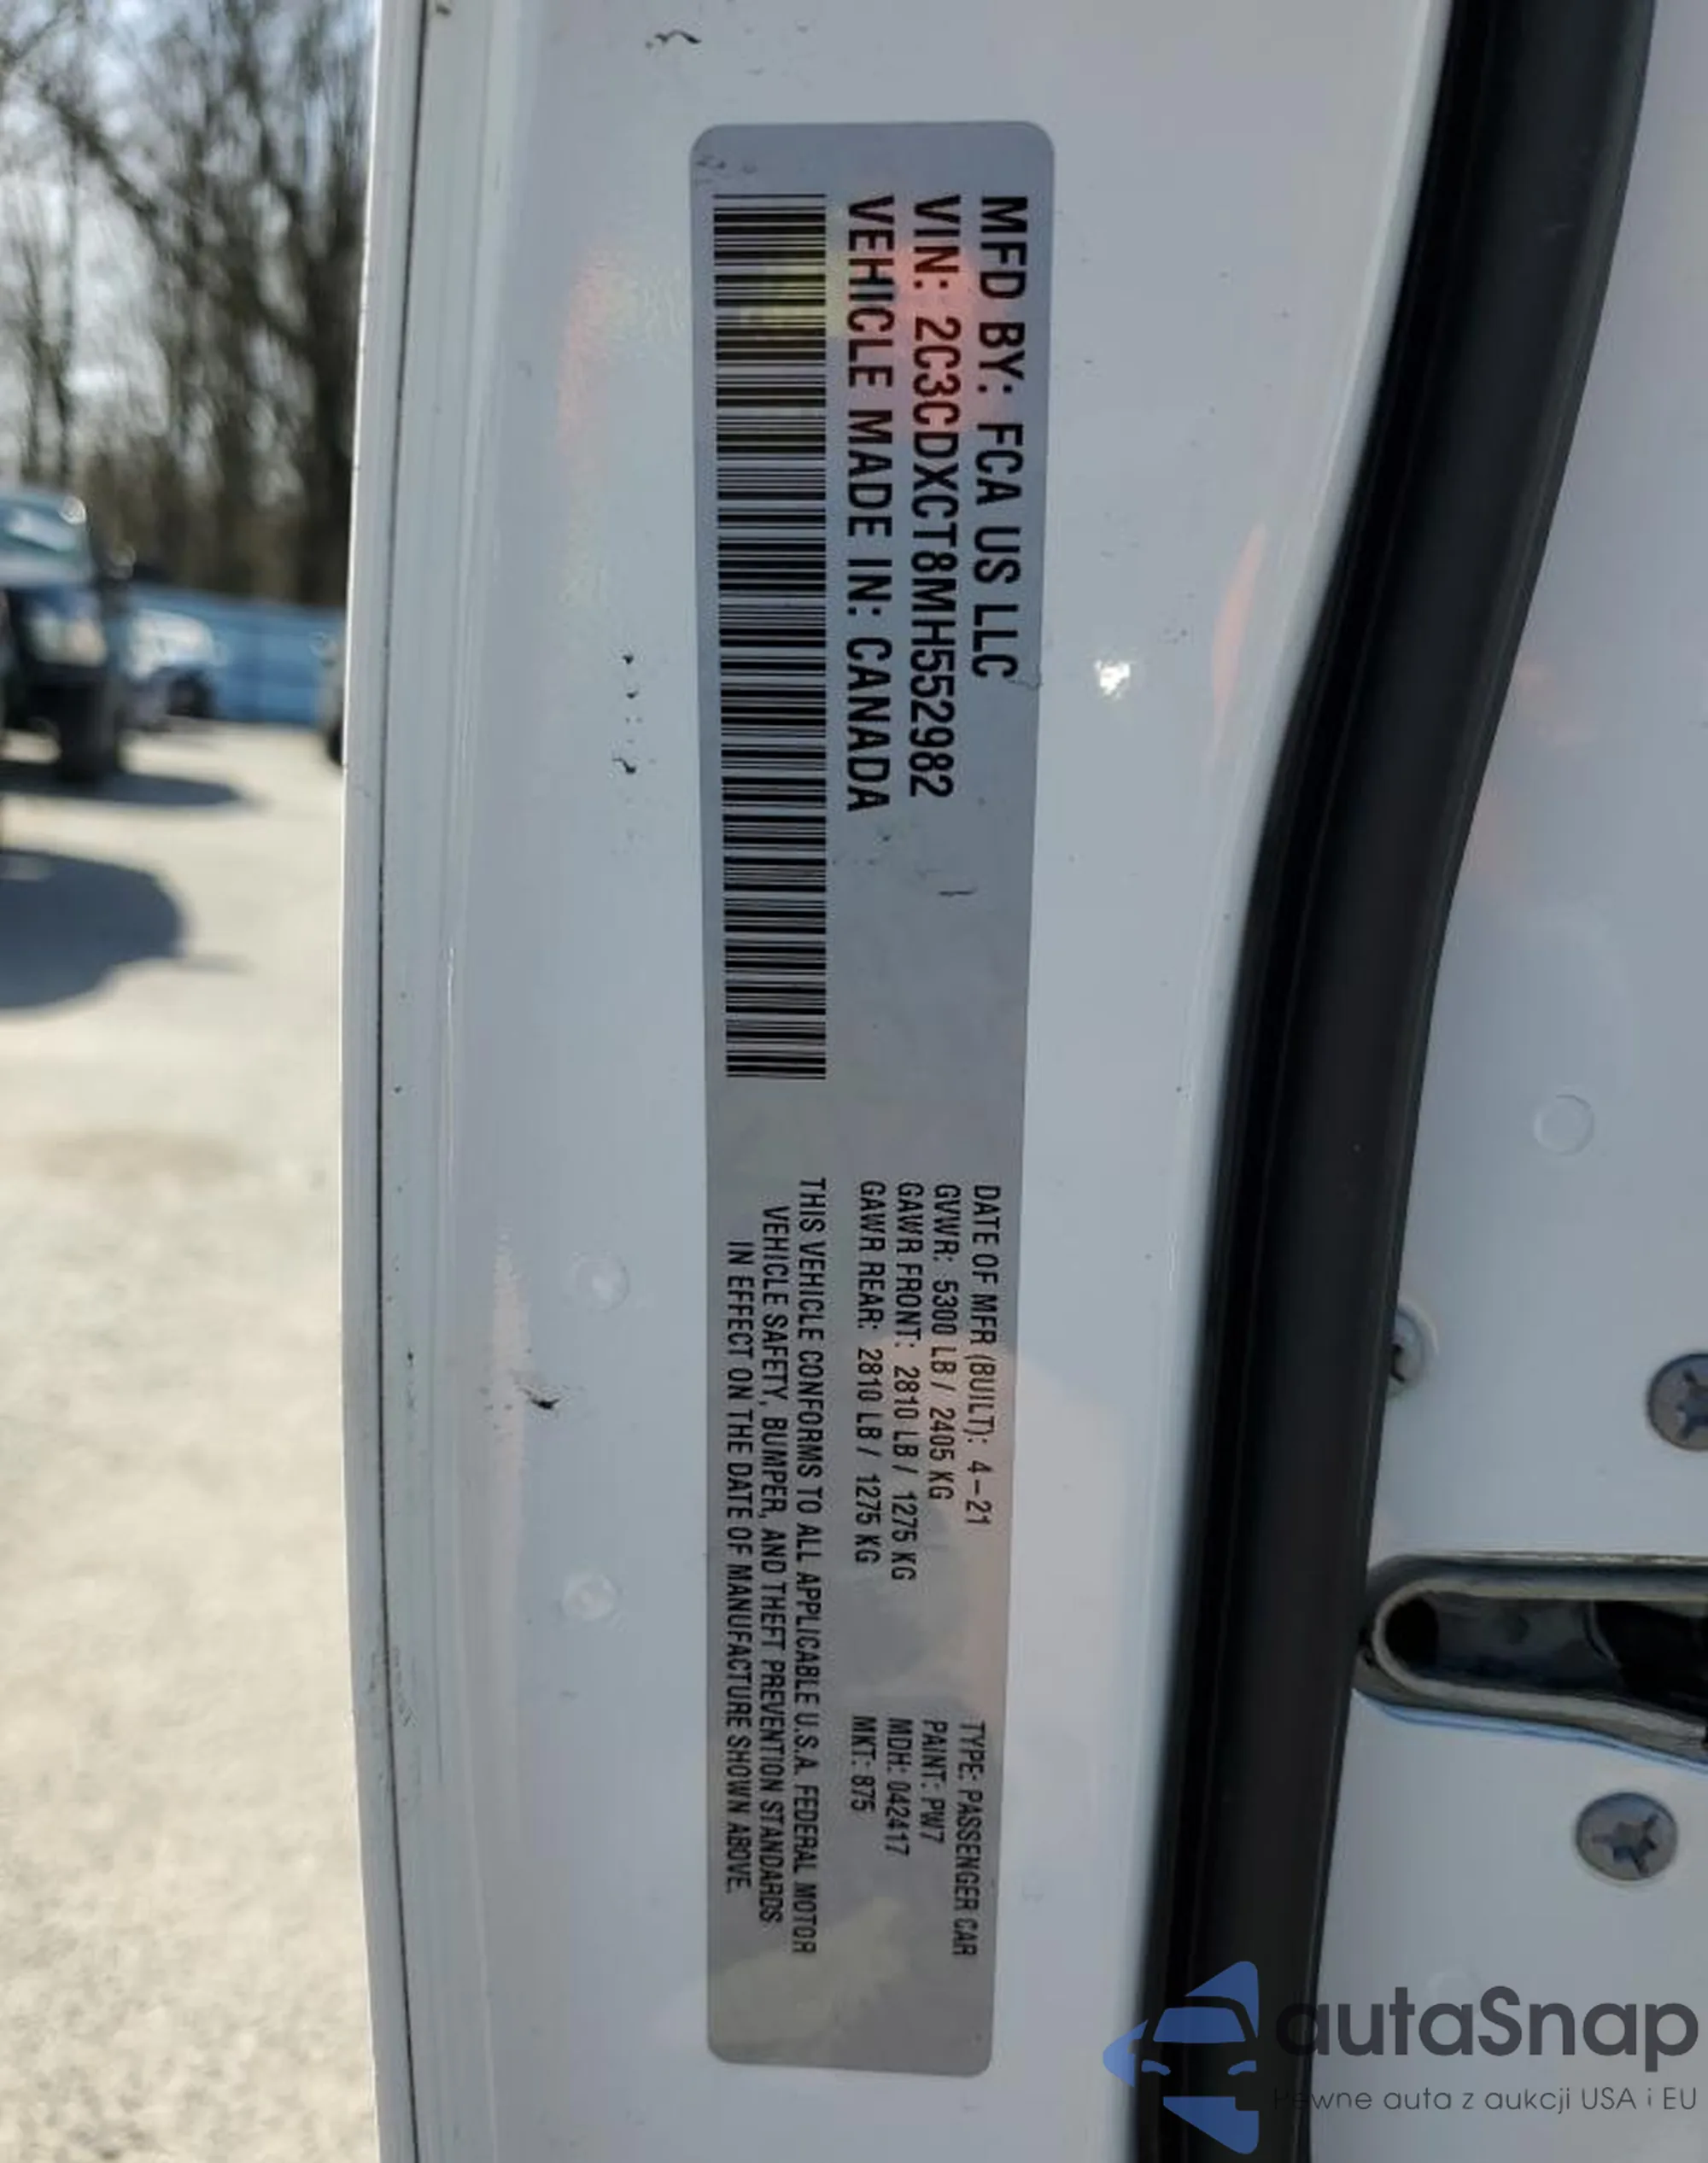 MFD BY: FCA US LLC
VIN: 2C3CDXCT8MH552982
VEHICLE MADE IN: CANADA
DATE OF MFR (BUILT): 4-21
GVWR: 5300 LB / 2405 KG
GAWR FRONT: 2810 LB / 1275 KG
GAWR REAR: 2810 LB / 1275 KG
TYPE: PASSENGER CAR
PAINT: PW7
MDH: 042417
MKT: 875
THIS VEHICLE CONFORMS TO ALL APPLICABLE U.S.A. FEDERAL MOTOR
VEHICLE SAFETY, BUMPER, AND THEFT PREVENTION STANDARDS
IN EFFECT ON THE DATE OF MANUFACTURE SHOWN ABOVE.
autaSnap
Pewne auta z aukcji USA i EU